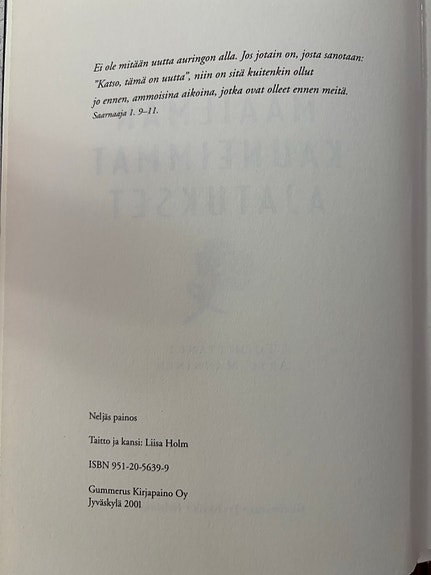 Ei ole mitään uutta auringon alla. Jos jotain on, josta sanotaan:
"Katso, tämä on uutta", niin on sitä kuitenkin ollut
jo ennen, ammoisina aikoina, jotka ovat olleet ennen meitä.
Saarnaaja 1. 9–11.
KAUNEIMMAT
AJATUKSET
Neljäs painos
Taitto ja kansi: Liisa Holm
ISBN 951-20-5639-9
Gummerus Kirjapaino Oy
Jyväskylä 2001